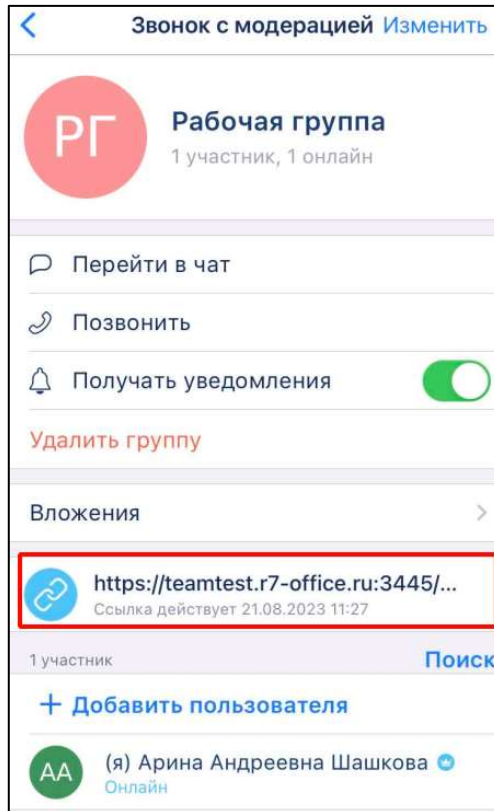 Звонок с модерацией Изменить
РГ
Рабочая группа
1 участник, 1 онлайн
Перейти в чат
Позвонить
Получать уведомления
Удалить группу
Вложения
https://teamtest.r7-office.ru:3445/...
Ссылка действует 21.08.2023 11:27
1 участник Поиск
+ Добавить пользователя
АА
(я) Арина Андреевна Шашкова
Онлайн